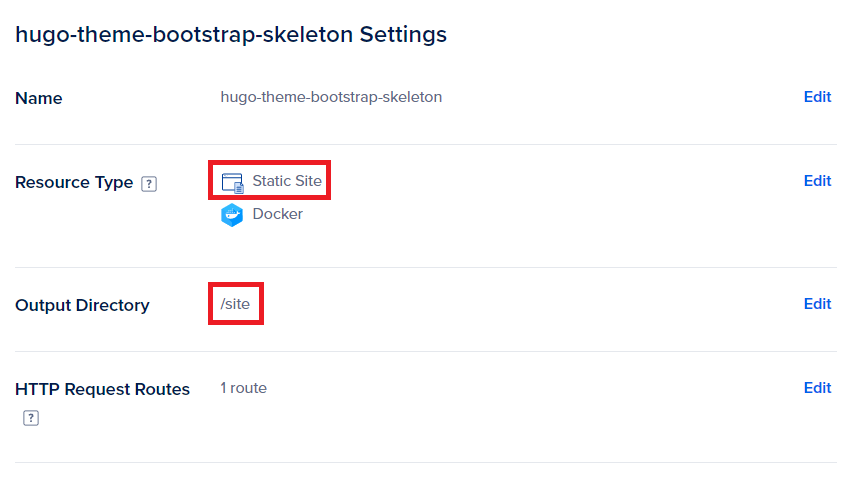 hugo-theme-bootstrap-skeleton Settings
Name hugo-theme-bootstrap-skeleton Edit
Resource Type ? Static Site Edit
Docker
Output Directory /site Edit
HTTP Request Routes 1 route Edit
?